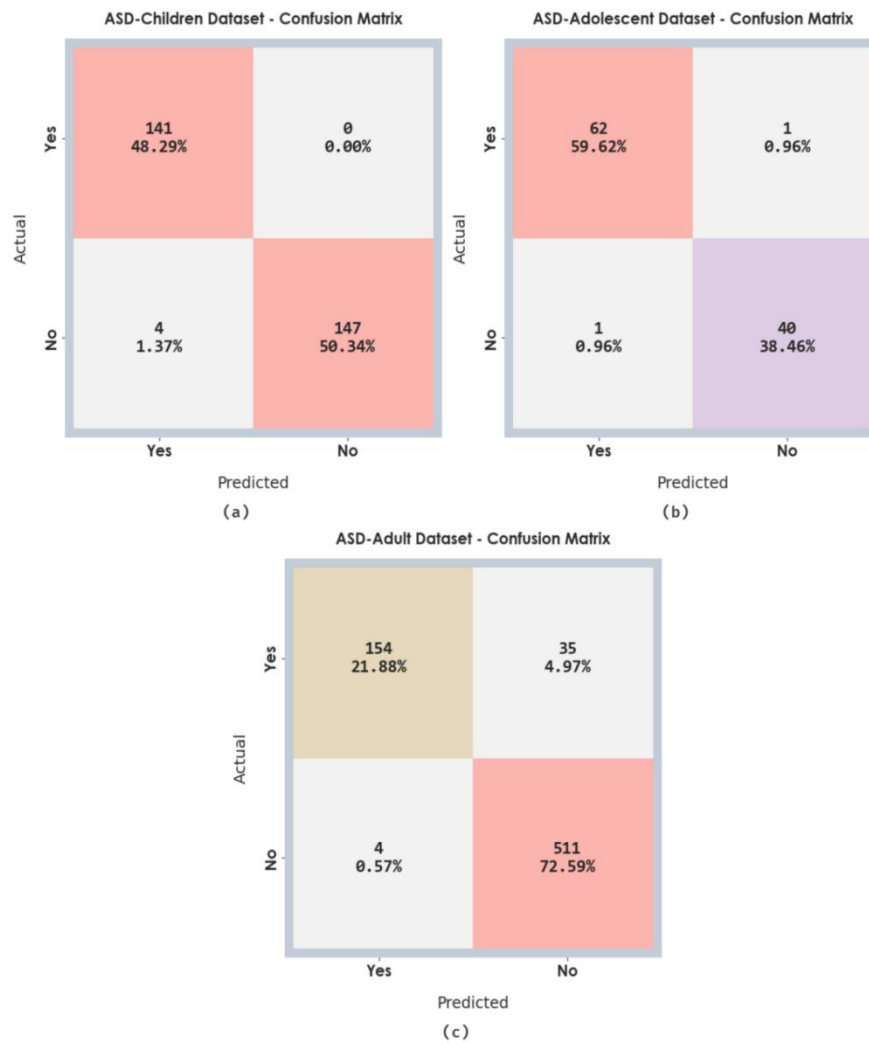 ASD-Children Dataset - Confusion Matrix
Yes
141
48.29%
0
0.00%
Actual
No
4
1.37%
147
50.34%
Yes
No
Predicted
(a)
ASD-Adolescent Dataset - Confusion Matrix
Yes
62
59.62%
1
0.96%
Actual
No
1
0.96%
40
38.46%
Yes
No
Predicted
(b)
ASD-Adult Dataset - Confusion Matrix
Yes
154
21.88%
35
4.97%
Actual
No
4
0.57%
511
72.59%
Yes
No
Predicted
(c)